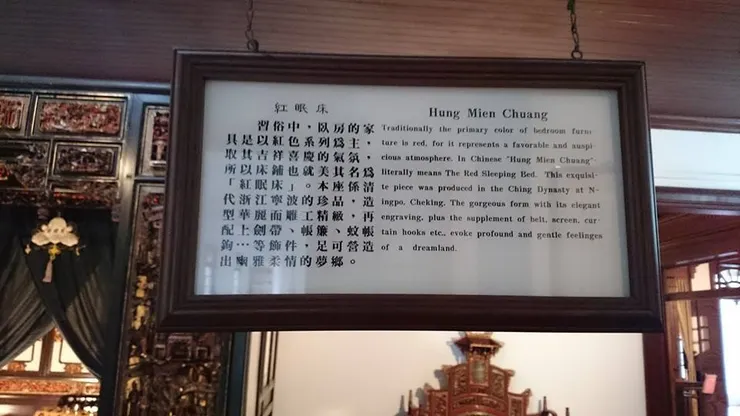 紅眠床
習俗中，臥房的家
具是以紅色系列為主，
取其吉祥喜慶的氣氛，
所以床鋪也就美其名為
「紅眠床」。本座係清
代浙江寧波的珍品，造
型華麗而雕工精緻，再
配上劍帶、帳簾、蚊帳
鉤…等飾件，足可營造
出幽雅柔情的夢鄉。
Hung Mien Chuang
Traditionally the primary color of bedroom furni-
ture is red, for it represents a favorable and auspi-
cious atmosphere. In Chinese "Hung Mien Chuang"
literally means The Red Sleeping Bed. This exquisi-
te piece was produced in the Ching Dynasty at N-
ingpo, Cheking. The gorgeous form with its elegant
engraving, plus the supplement of belt, screen, cur-
tain hooks etc., evoke profound and gentle feelinges
of a dreamland.